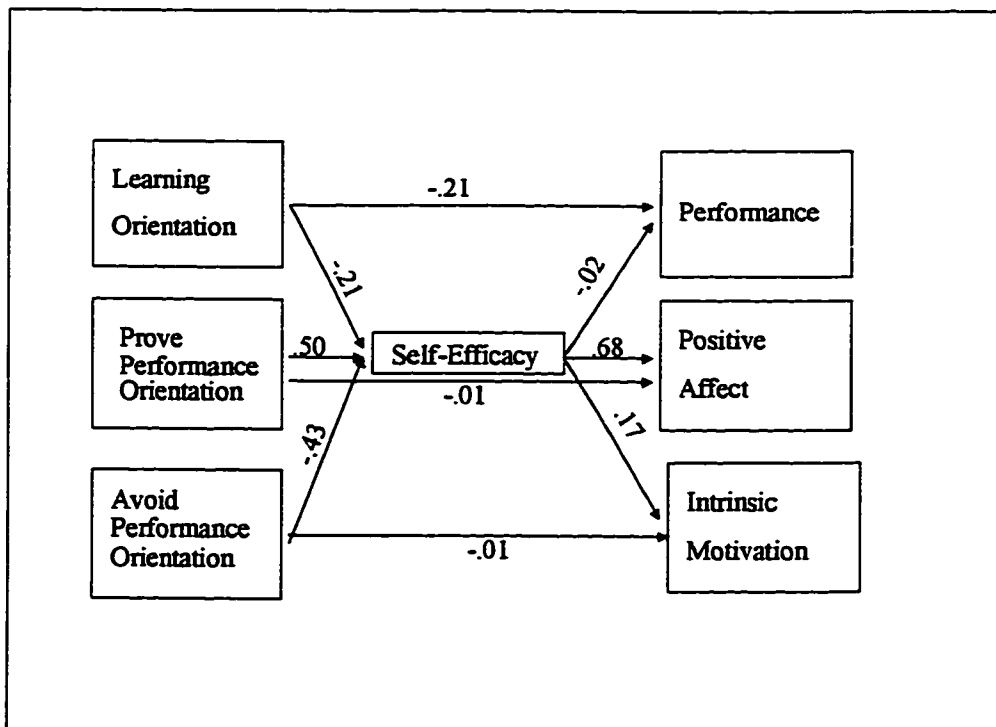 Learning
Orientation
-.21
Performance
-.21
-.02
Prove
Performance
Orientation
.50
Self-Efficacy
.68
Positive
Affect
-.01
-.43
.17
Avoid
Performance
Orientation
-.01
Intrinsic
Motivation